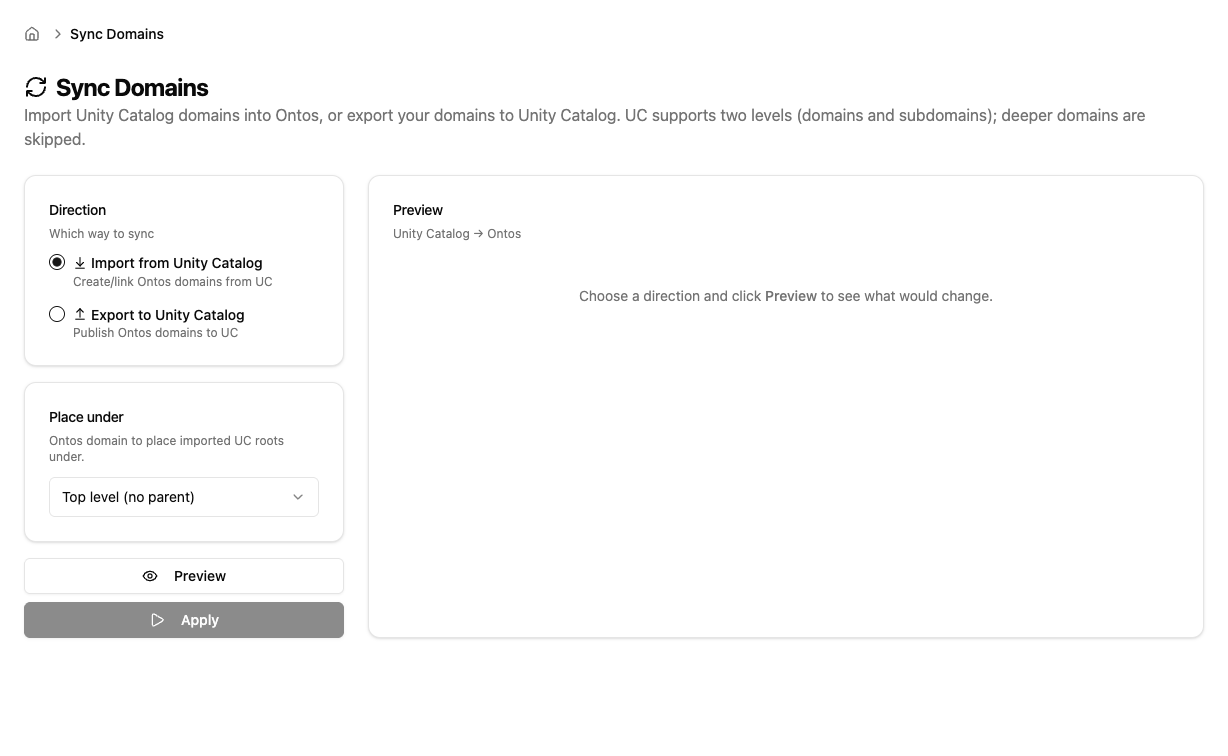 Sync Domains
Sync Domains
Import Unity Catalog domains into Ontos, or export your domains to Unity Catalog. UC supports two levels (domains and subdomains); deeper domains are
skipped.
Direction
Which way to sync
Import from Unity Catalog
Create/link Ontos domains from UC
Export to Unity Catalog
Publish Ontos domains to UC
Place under
Ontos domain to place imported UC roots
under.
Top level (no parent)
Preview
Apply
Preview
Unity Catalog → Ontos
Choose a direction and click Preview to see what would change.